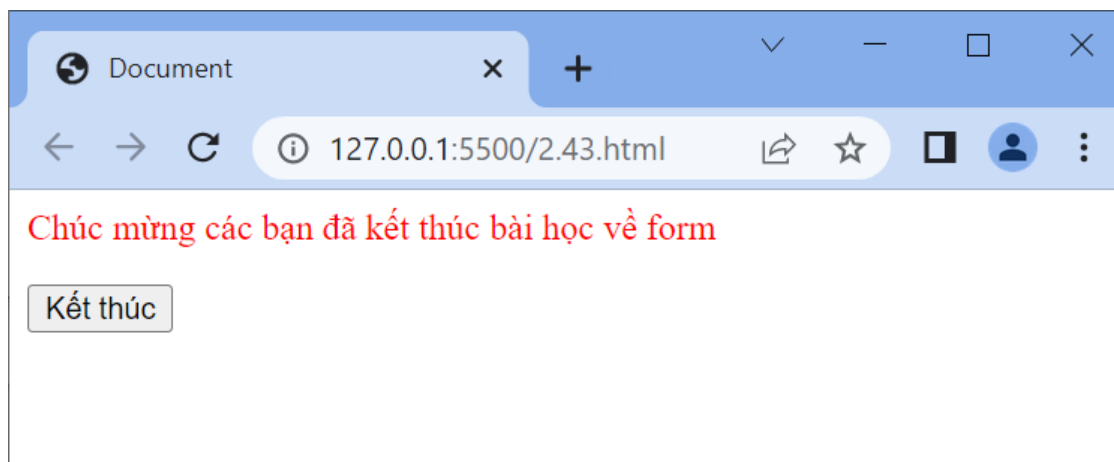 Document
127.0.0.1:5500/2.43.html
Chúc mừng các bạn đã kết thúc bài học về form
Kết thúc